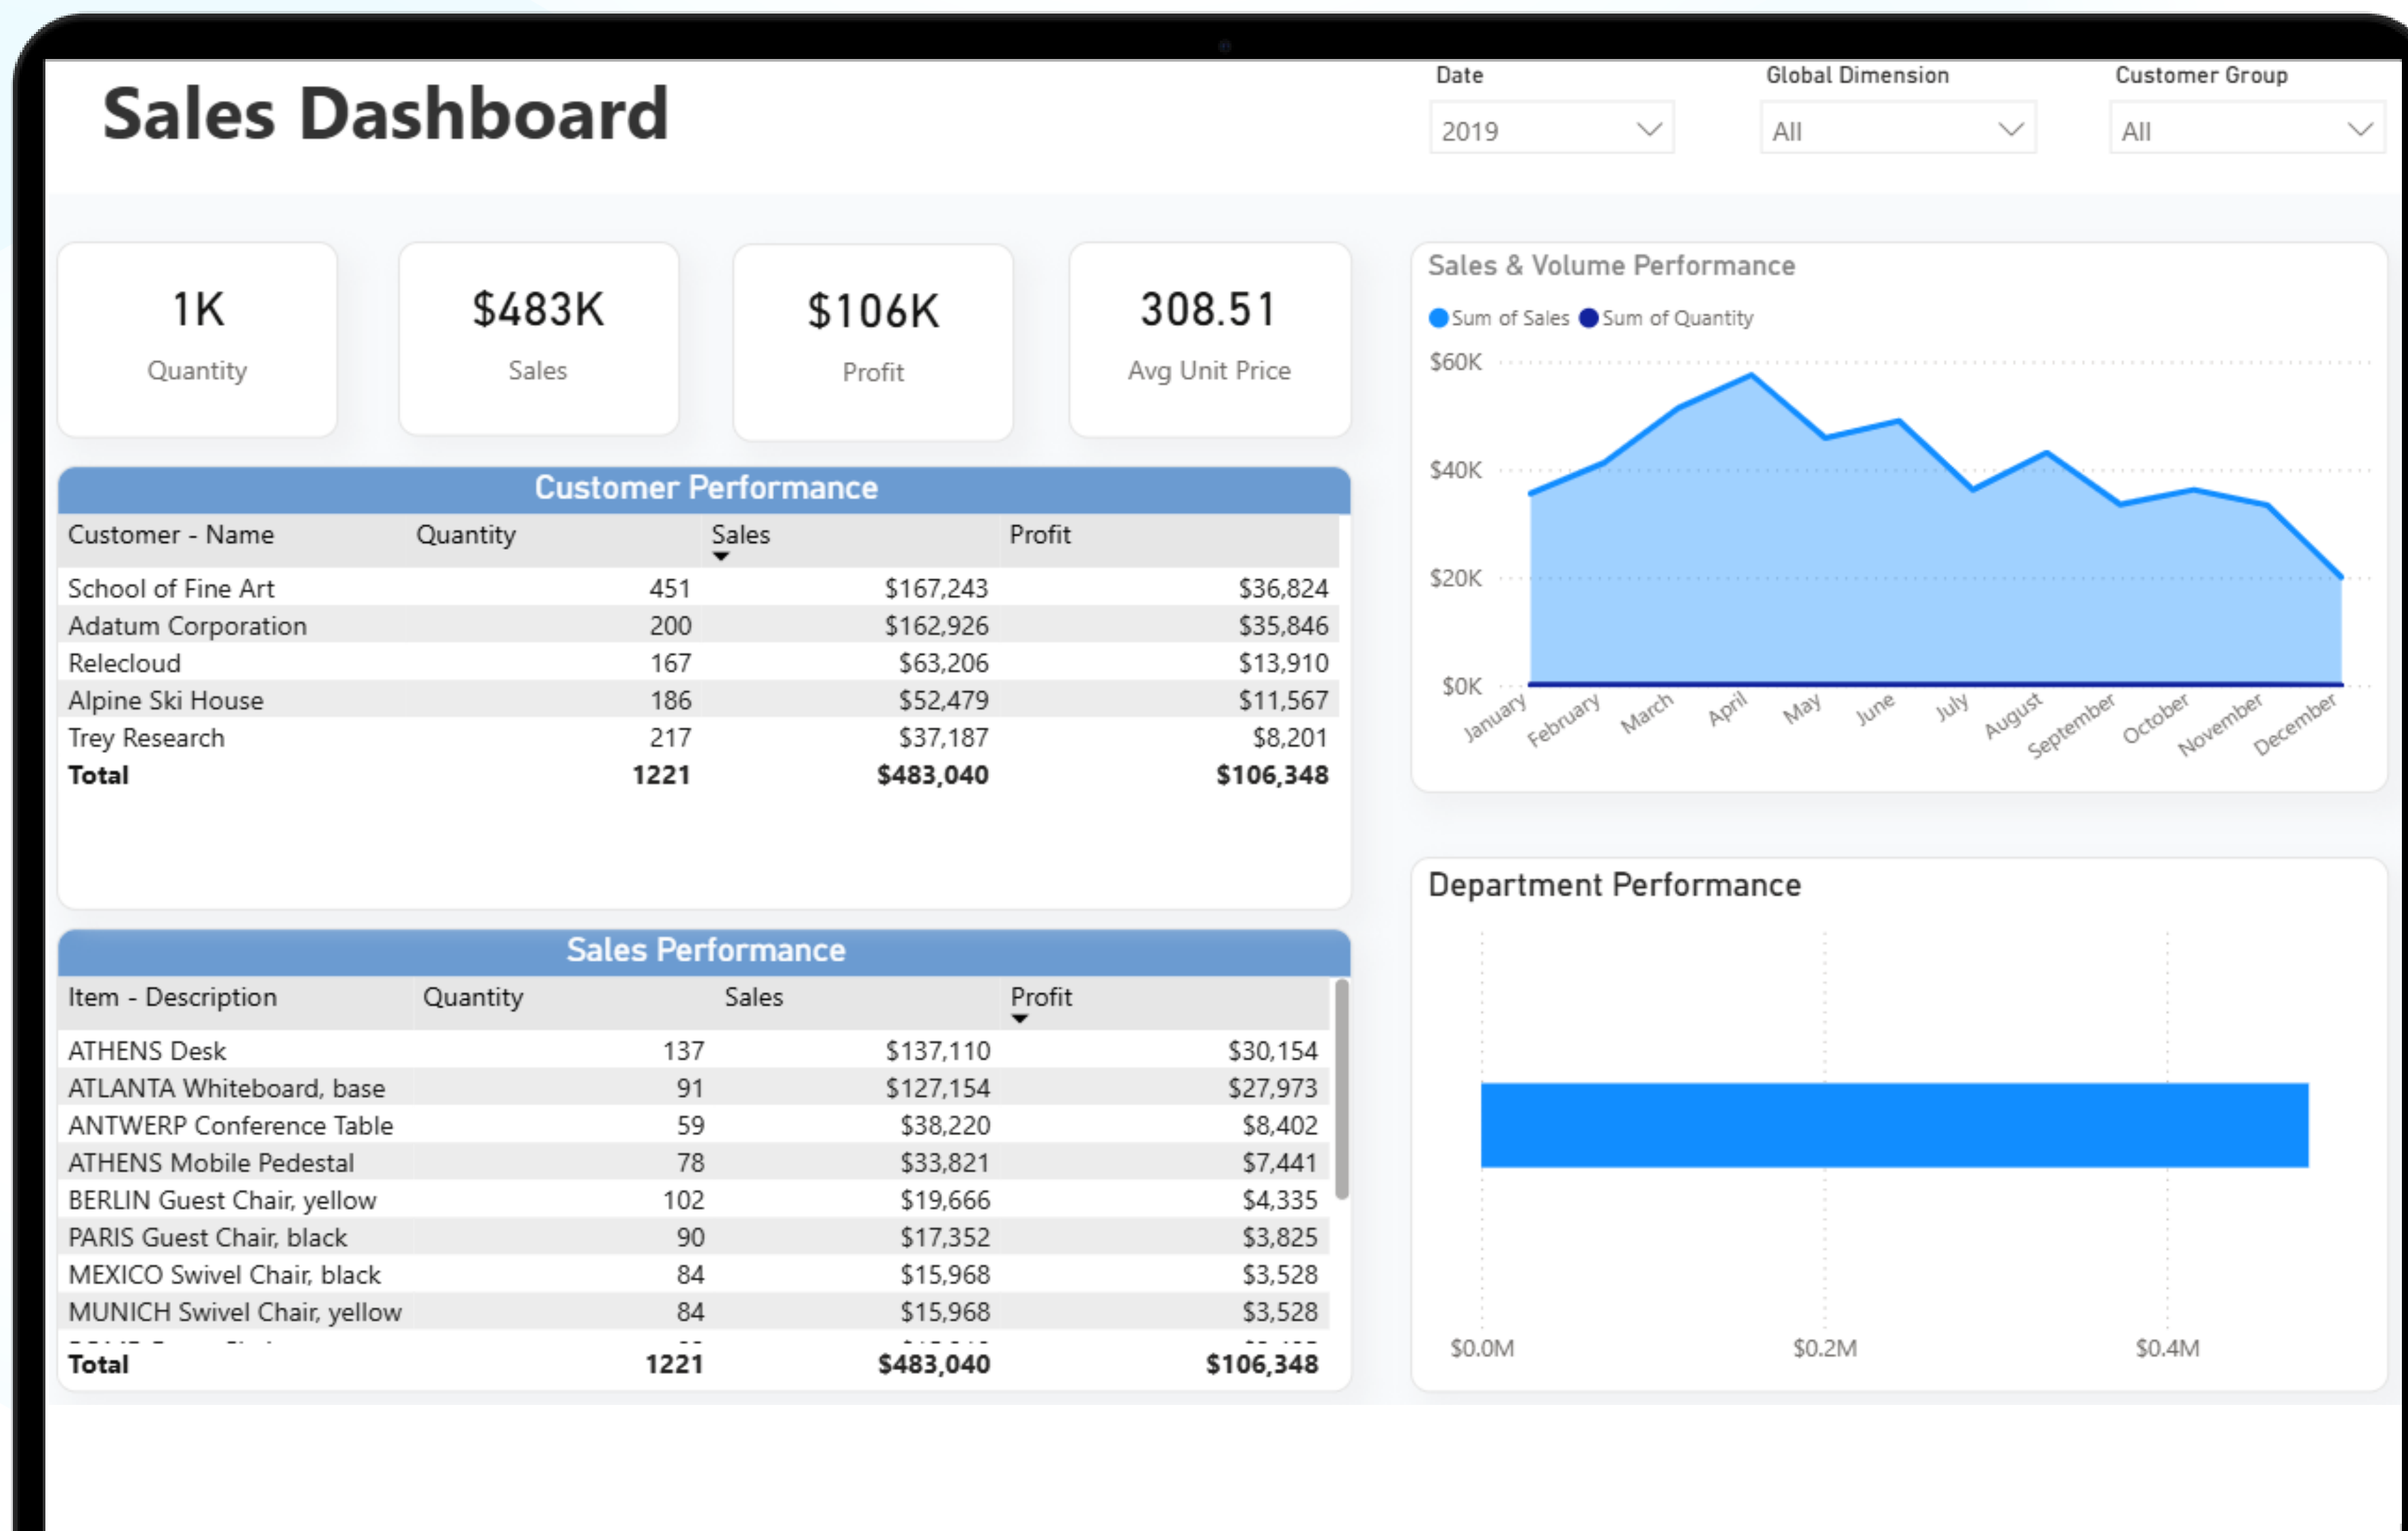 Sales Dashboard
Date
Global Dimension
Customer Group
2019
All
All
1K
Quantity
$483K
Sales
$106K
Profit
308.51
Avg Unit Price
Customer Performance
Customer - Name Quantity Sales Profit
School of Fine Art 451 $167,243 $36,824
Adatum Corporation 200 $162,926 $35,846
Relecloud 167 $63,206 $13,910
Alpine Ski House 186 $52,479 $11,567
Trey Research 217 $37,187 $8,201
Total 1221 $483,040 $106,348
Sales Performance
Item - Description Quantity Sales Profit
ATHENS Desk 137 $137,110 $30,154
ATLANTA Whiteboard, base 91 $127,154 $27,973
ANTWERP Conference Table 59 $38,220 $8,402
ATHENS Mobile Pedestal 78 $33,821 $7,441
BERLIN Guest Chair, yellow 102 $19,666 $4,335
PARIS Guest Chair, black 90 $17,352 $3,825
MEXICO Swivel Chair, black 84 $15,968 $3,528
MUNICH Swivel Chair, yellow 84 $15,968 $3,528
Total 1221 $483,040 $106,348
Sales & Volume Performance
Sum of Sales Sum of Quantity
$60K
$40K
$20K
$0K
January February March April May June July August September October November December
Department Performance
$0.0M $0.2M $0.4M